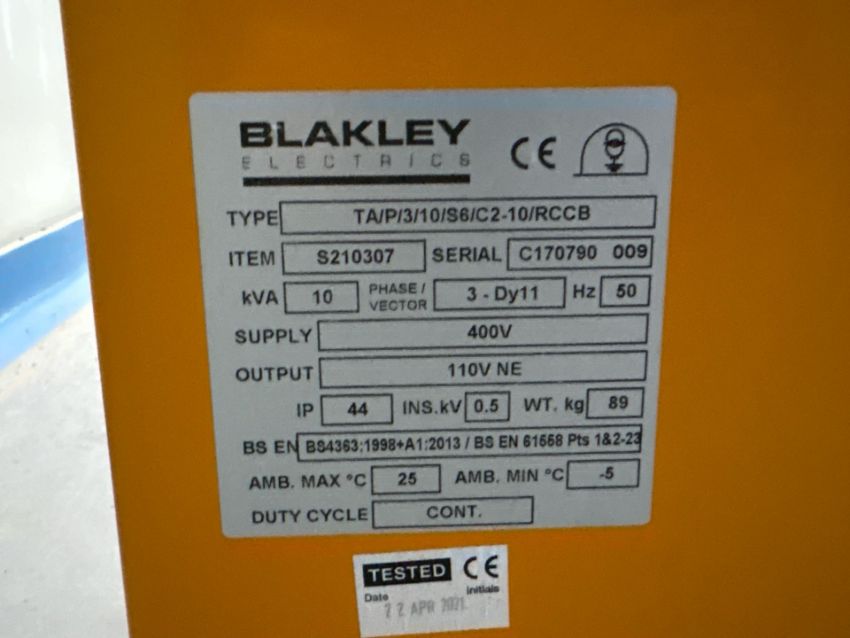 BLAKLEY
ELECTRICS
CE
TYPE TA/P/3/10/S6/C2-10/RCCB
ITEM S210307 SERIAL C170790 009
kVA 10 PHASE / VECTOR 3 - Dy11 Hz 50
SUPPLY 400V
OUTPUT 110V NE
IP 44 INS.kV 0.5 WT. kg 89
BS EN BS4363:1998+A1:2013 / BS EN 61558 Pts 1&2-23
AMB. MAX °C 25 AMB. MIN °C -5
DUTY CYCLE CONT.
TESTED CE
Date Initials
22 APR 2021